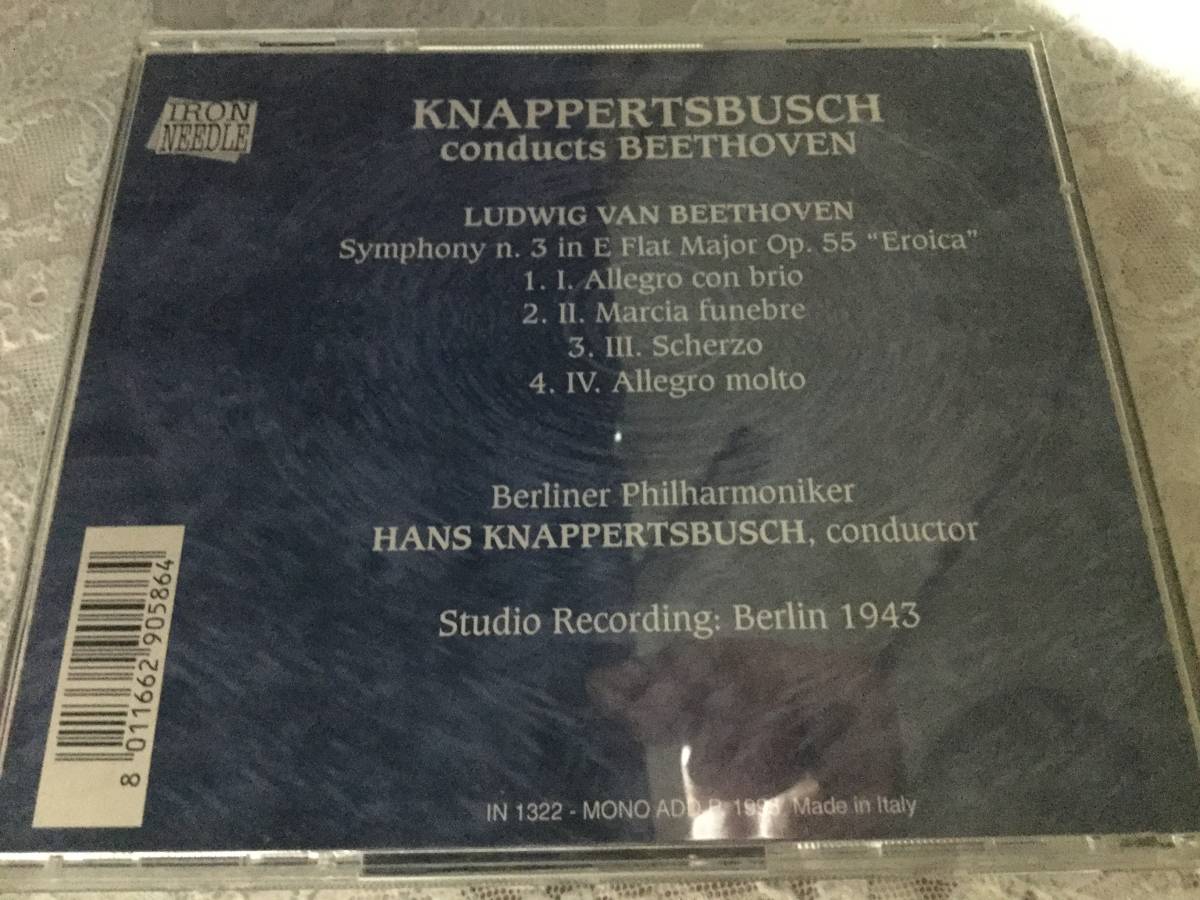 IRON
NEEDLE
KNAPPERTSBUSCH
conducts BEETHOVEN
LUDWIG VAN BEETHOVEN
Symphony n. 3 in E Flat Major Op. 55 "Eroica"
1. I. Allegro con brio
2. II. Marcia funebre
3. III. Scherzo
4. IV. Allegro molto
Berliner Philharmoniker
HANS KNAPPERTSBUSCH, conductor
Studio Recording: Berlin 1943
8 011662 905864
IN 1322 - MONO ADD P. Made in Italy